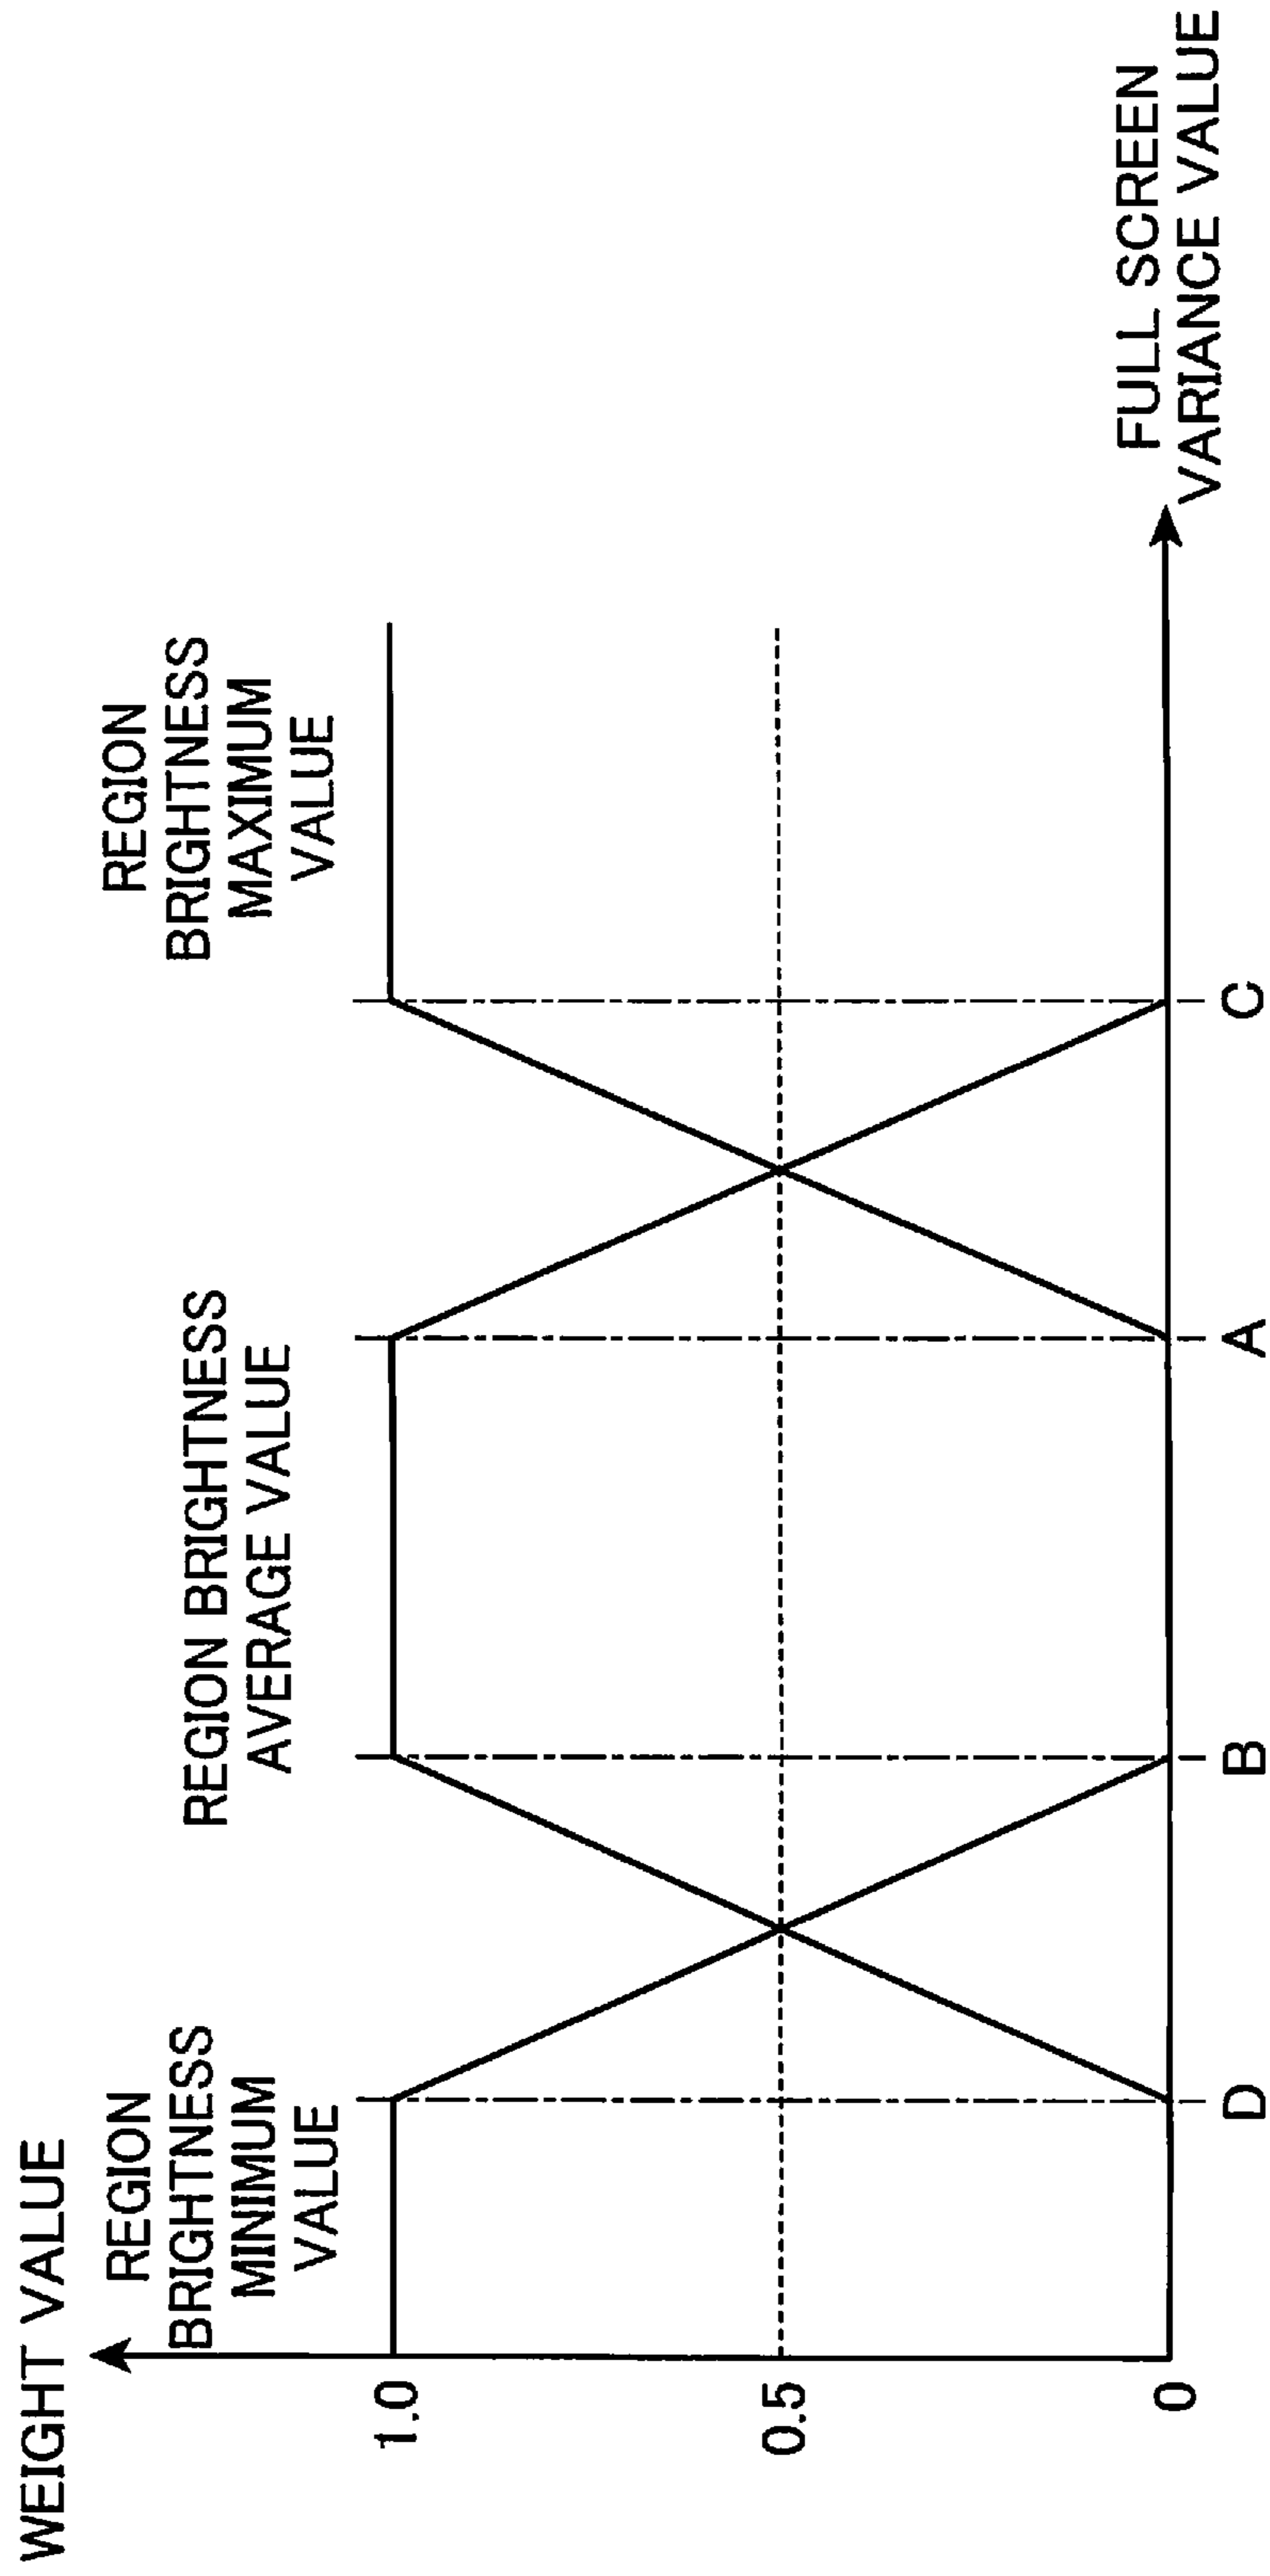 WEIGHT VALUE
REGION
BRIGHTNESS
MINIMUM
VALUE
REGION BRIGHTNESS
AVERAGE VALUE
REGION
BRIGHTNESS
MAXIMUM
VALUE
1.0
0.5
0
D
B
A
C
FULL SCREEN
VARIANCE VALUE